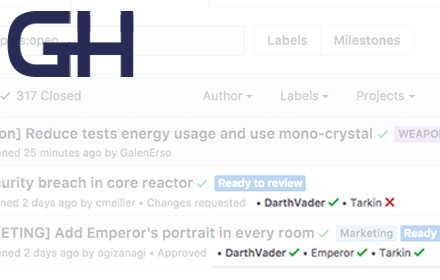 GH
is:open
Labels Milestones
317 Closed Author Labels Projects
on] Reduce tests energy usage and use mono-crystal WEAPON
ened 25 minutes ago by GalenErso
curity breach in core reactor Ready to review
ened 2 days ago by cmeiller • Changes requested • DarthVader • Tarkin
KETING] Add Emperor's portrait in every room Marketing Ready
ened 2 days ago by ogizanagi • Approved • DarthVader • Emperor • Tarkin